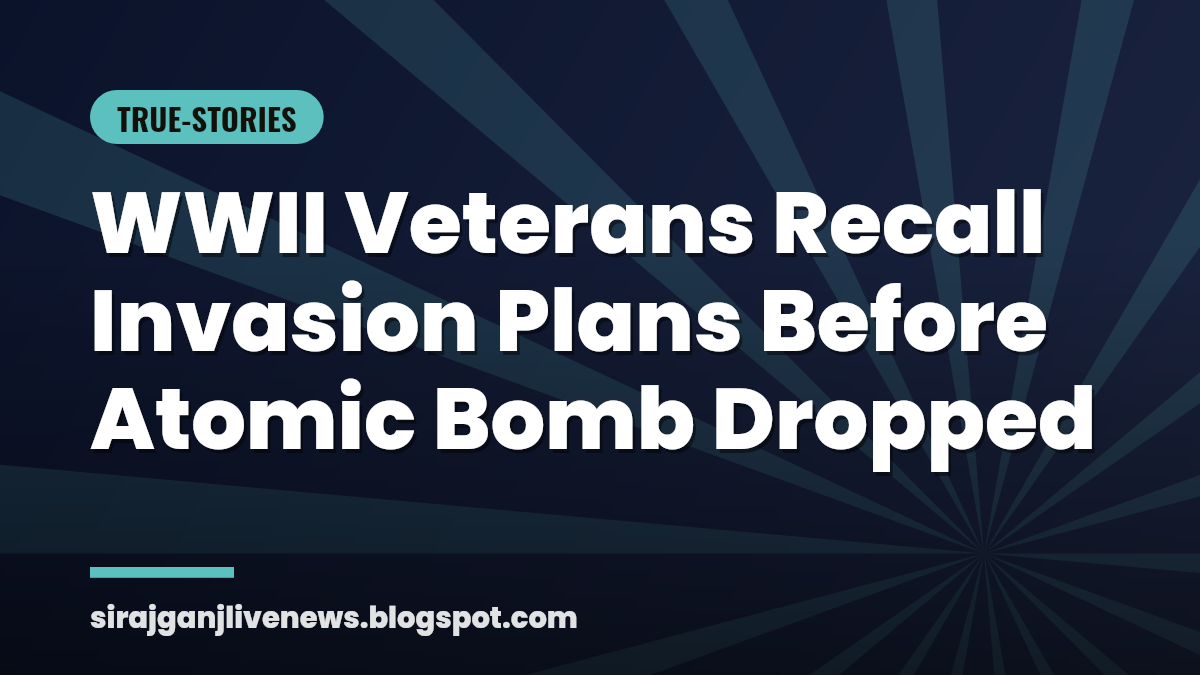 TRUE-STORIES
WWII Veterans Recall
Invasion Plans Before
Atomic Bomb Dropped
sirajganjlivenews.blogspot.com